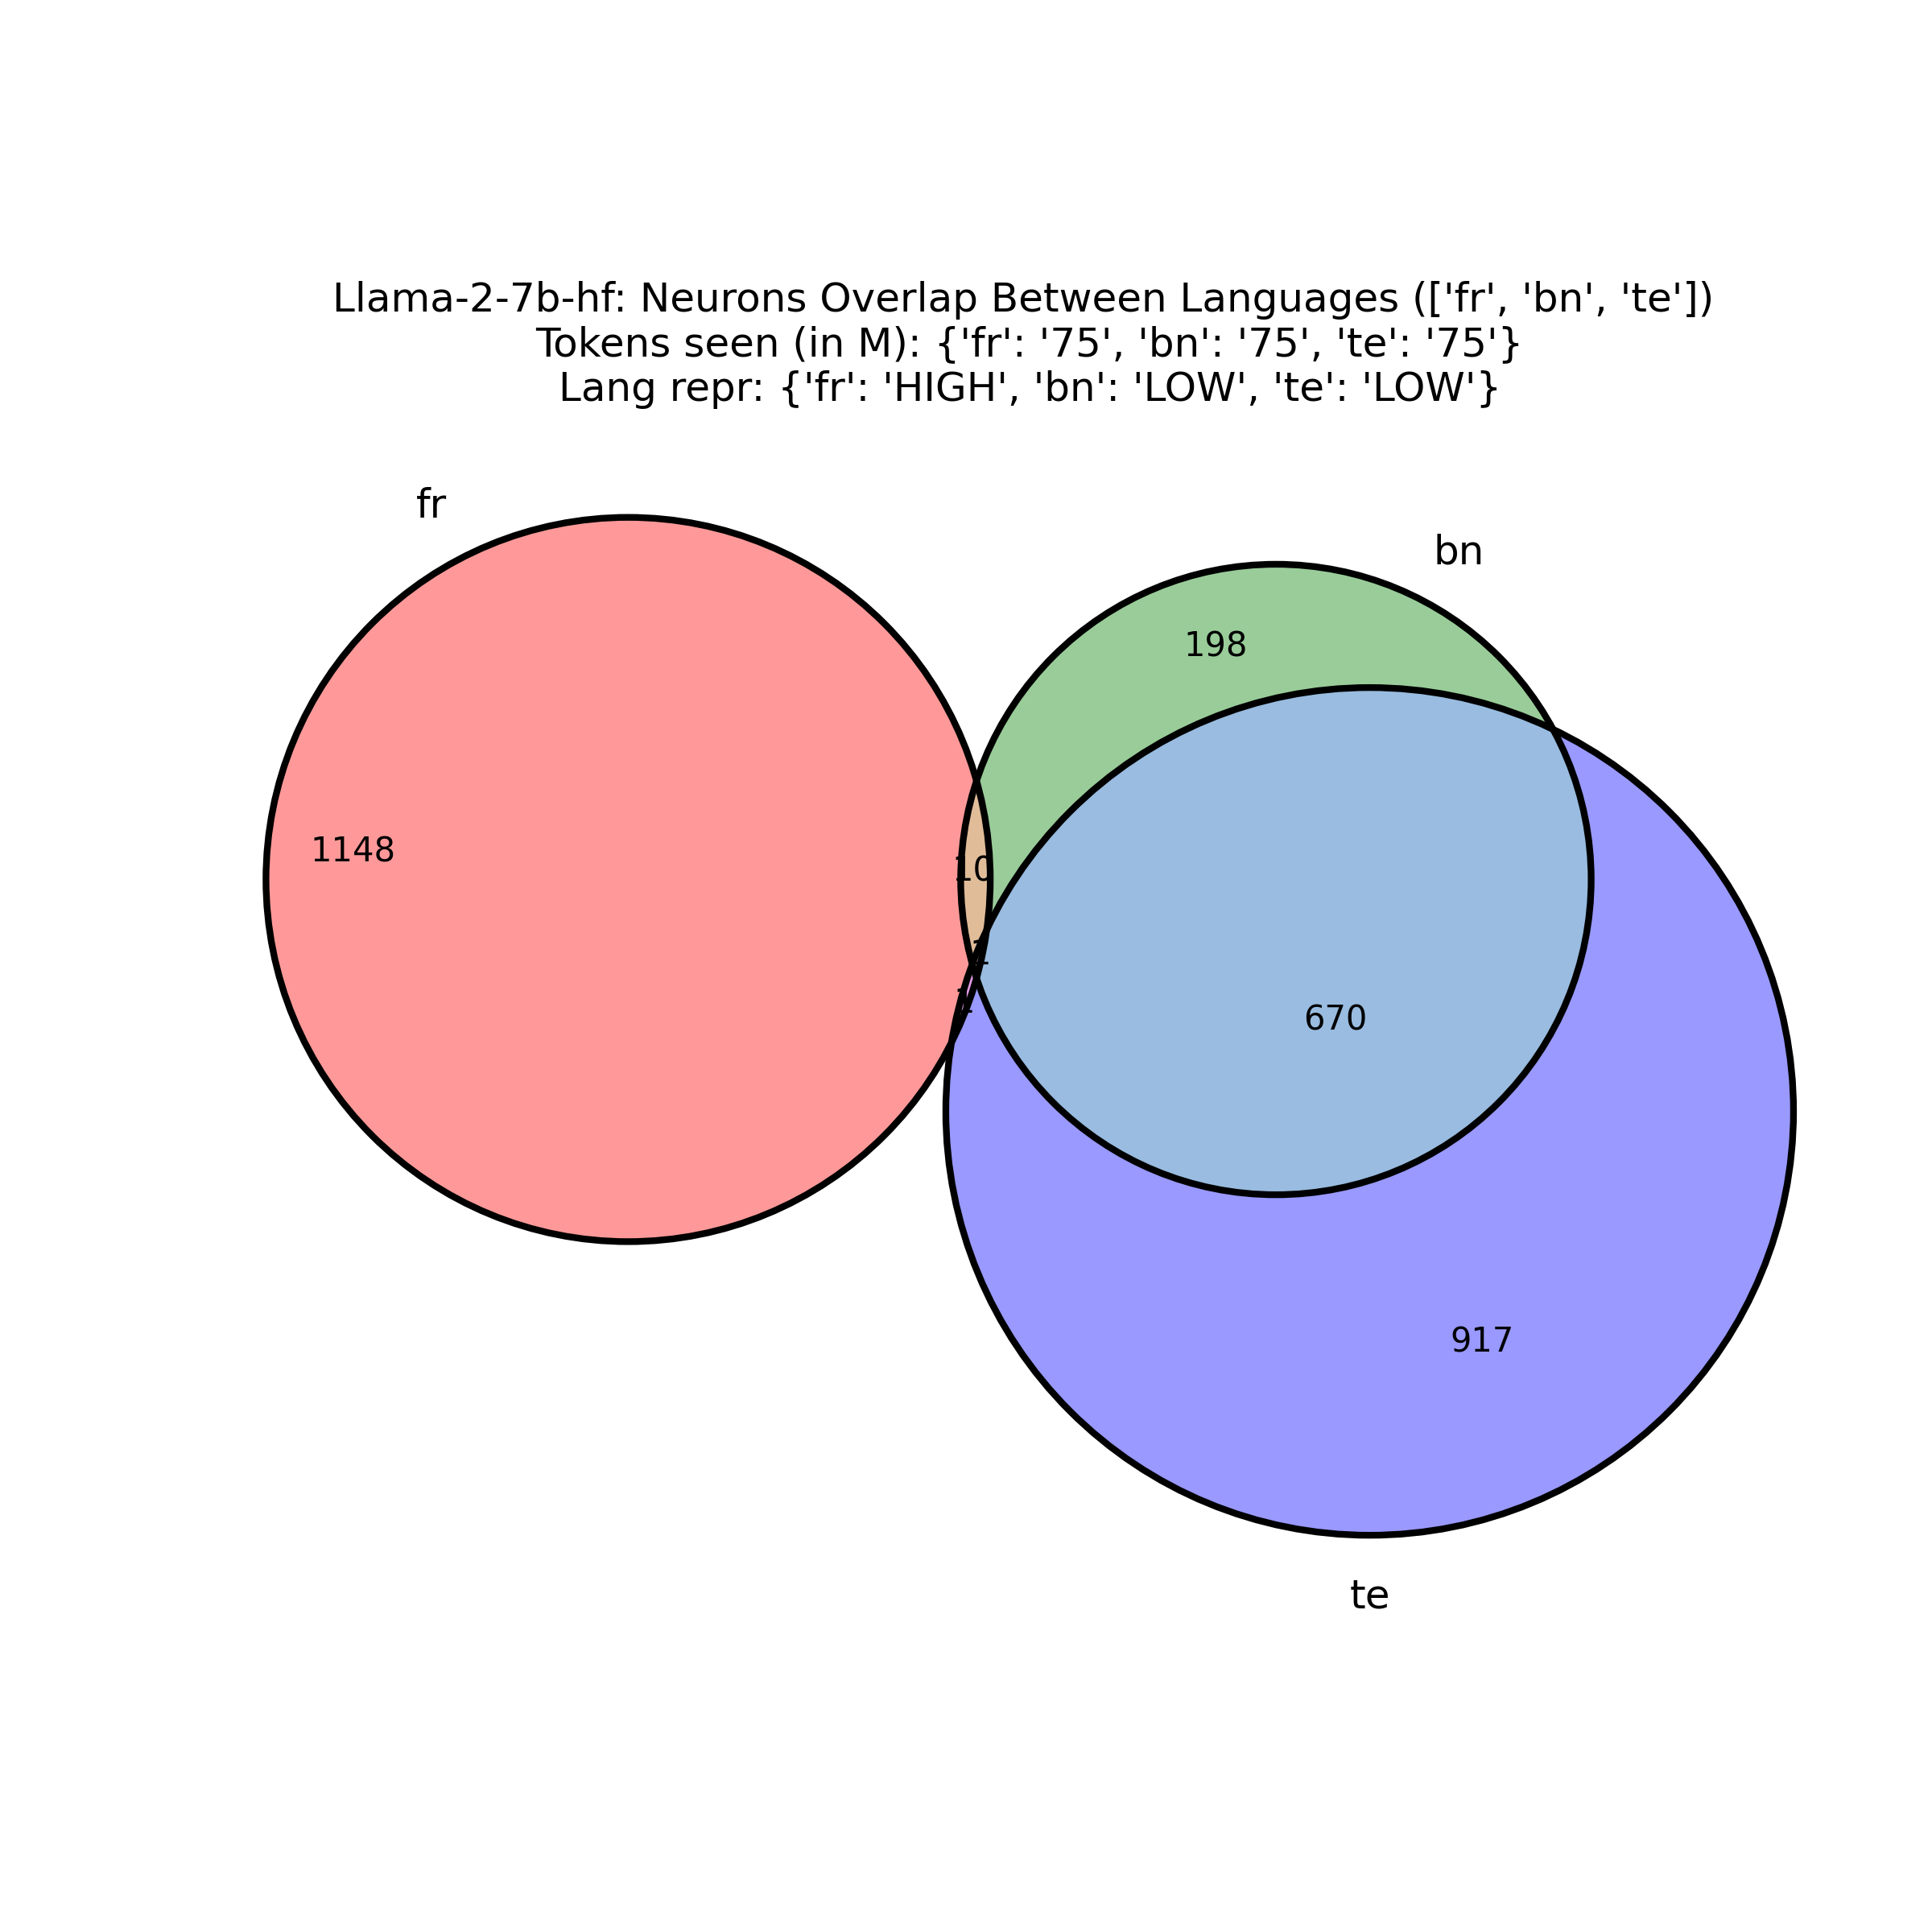 Llama-2-7b-hf: Neurons Overlap Between Languages (['fr', 'bn', 'te'])
Tokens seen (in M): {'fr': '75', 'bn': '75', 'te': '75'}
Lang repr: {'fr': 'HIGH', 'bn': 'LOW', 'te': 'LOW'}
fr
bn
198
1148
10
670
917
te